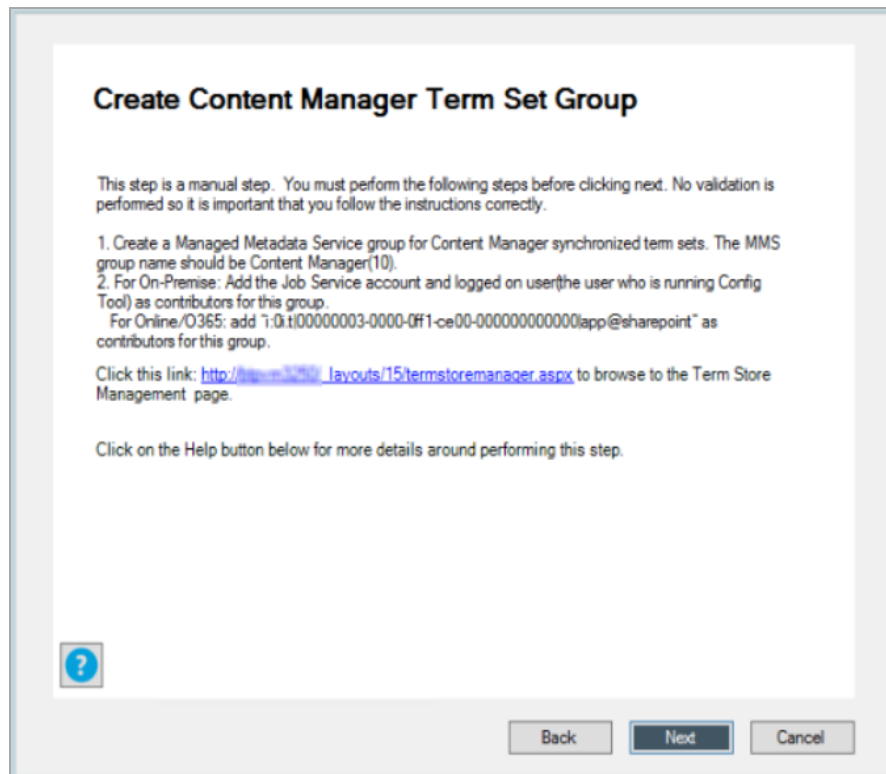 Create Content Manager Term Set Group
This step is a manual step. You must perform the following steps before clicking next. No validation is
performed so it is important that you follow the instructions correctly.
1. Create a Managed Metadata Service group for Content Manager synchronized term sets. The MMS
group name should be Content Manager(10).
2. For On-Premise: Add the Job Service account and logged on user(the user who is running Config
Tool) as contributors for this group.
For Online/O365: add "i:0i.t|00000003-0000-0ff1-ce00-000000000000|app@sharepoint" as
contributors for this group.
Click this link: http:// _layouts/15/termstoremanager.aspx to browse to the Term Store
Management page.
Click on the Help button below for more details around performing this step.
?
Back Next Cancel